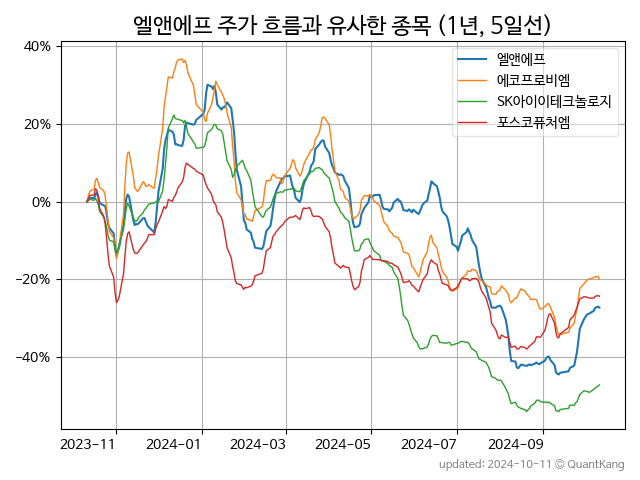 엘앤에프 주가 흐름과 유사한 종목 (1년, 5일선)
40%
20%
0%
−20%
−40%
엘앤에프
에코프로비엠
SK아이이테크놀로지
포스코퓨처엠
2023-11
2024-01
2024-03
2024-05
2024-07
2024-09
updated: 2024-10-11 © QuantKang